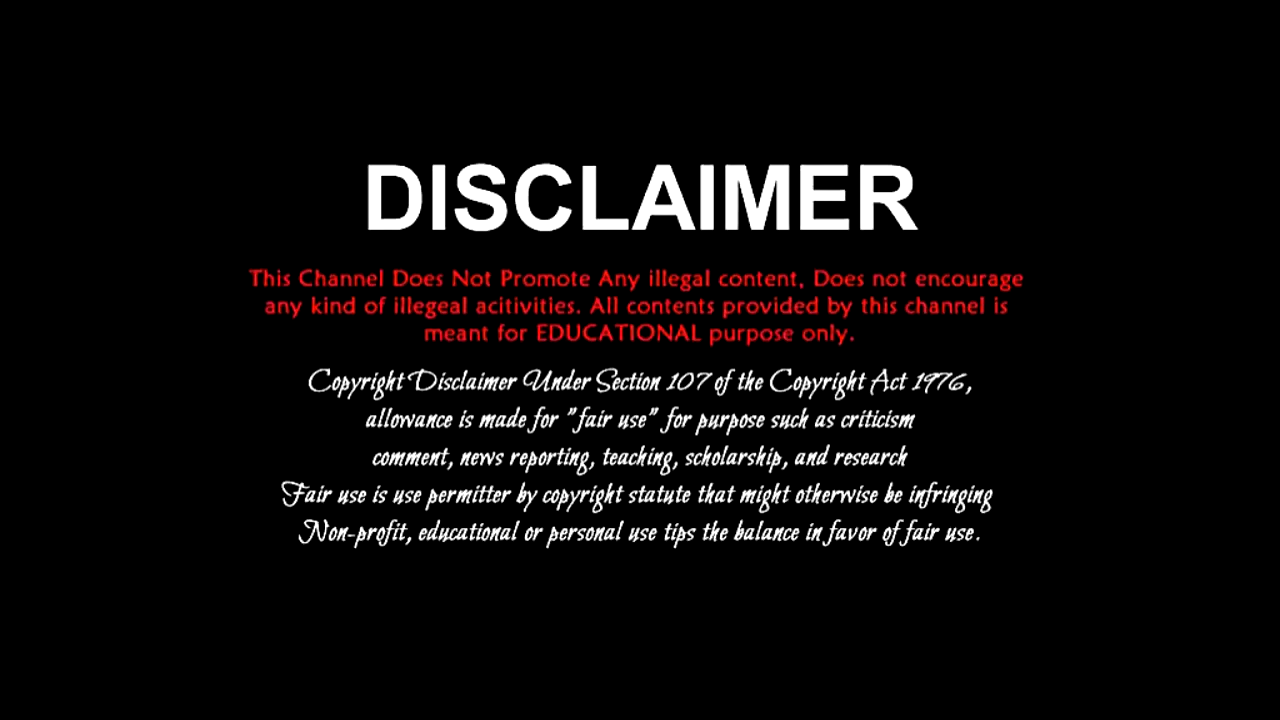 DISCLAIMER
This Channel Does Not Promote Any illegal content, Does not encourage
any kind of illegeal acitivities. All contents provided by this channel is
meant for EDUCATIONAL purpose only.
Copyright Disclaimer Under Section 107 of the Copyright Act 1976,
allowance is made for "fair use" for purpose such as criticism
comment, news reporting, teaching, scholarship, and research
Fair use is use permitter by copyright statute that might otherwise be infringing
Non-profit, educational or personal use tips the balance in favor of fair use.